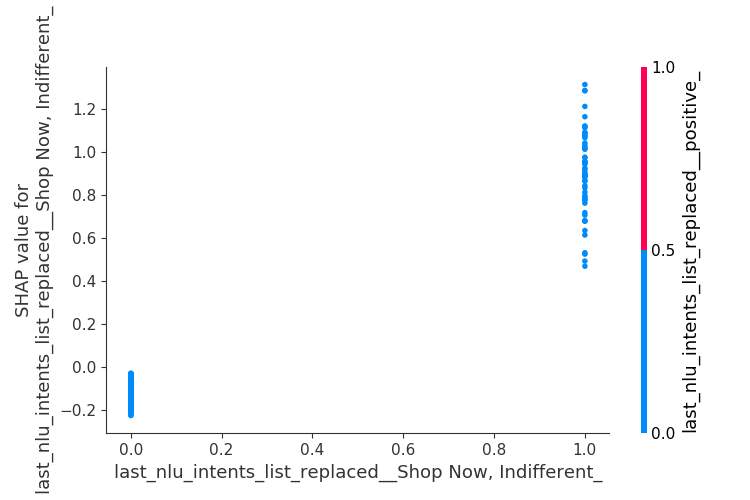 SHAP value for
last_nlu_intents_list_replaced__Shop Now, Indifferent_
1.2
1.0
0.8
0.6
0.4
0.2
0.0
−0.2
0.0 0.2 0.4 0.6 0.8 1.0
last_nlu_intents_list_replaced__Shop Now, Indifferent_
1.0
0.5
0.0
last_nlu_intents_list_replaced__positive_